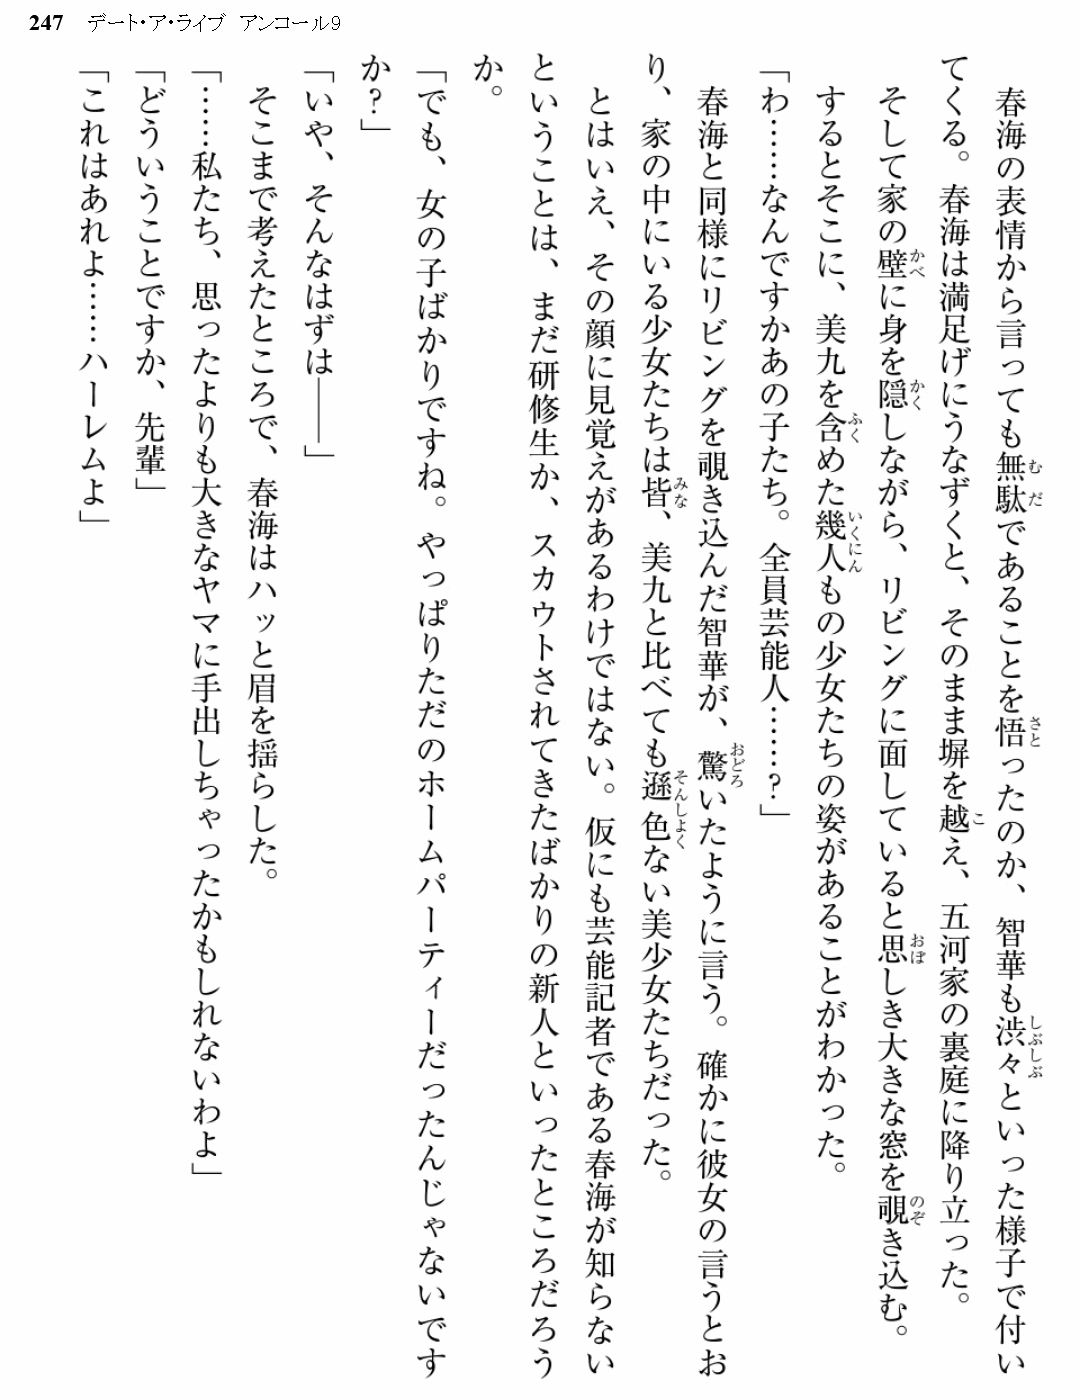 247 デート・ア・ライブ アンコール9
春海の表情から言っても無駄であることを悟ったのか、智華も渋々といった様子で付い
てくる。春海は満足げにうなずくと、そのまま塀を越え、五河家の裏庭に降り立った。
そして家の壁に身を隠しながら、リビングに面していると思しき大きな窓を覗き込む。
するとそこに、美九を含めた幾人もの少女たちの姿があることがわかった。
「わ……なんですかあの子たち。全員芸能人……?」
春海と同様にリビングを覗き込んだ智華が、驚いたように言う。確かに彼女の言うとお
り、家の中にいる少女たちは皆、美九と比べても遜色ない美少女たちだった。
とはいえ、その顔に見覚えがあるわけではない。仮にも芸能記者である春海が知らない
ということは、まだ研修生か、スカウトされてきたばかりの新人といったところだろう
か。
「でも、女の子ばかりですね。やっぱりただのホームパーティーだったんじゃないです
か?」
「いや、そんなはずは――」
そこまで考えたところで、春海はハッと眉を揺らした。
「……私たち、思ったよりも大きなヤマに手出しちゃったかもしれないわよ」
「どういうことですか、先輩」
「これはあれよ……ハーレムよ」